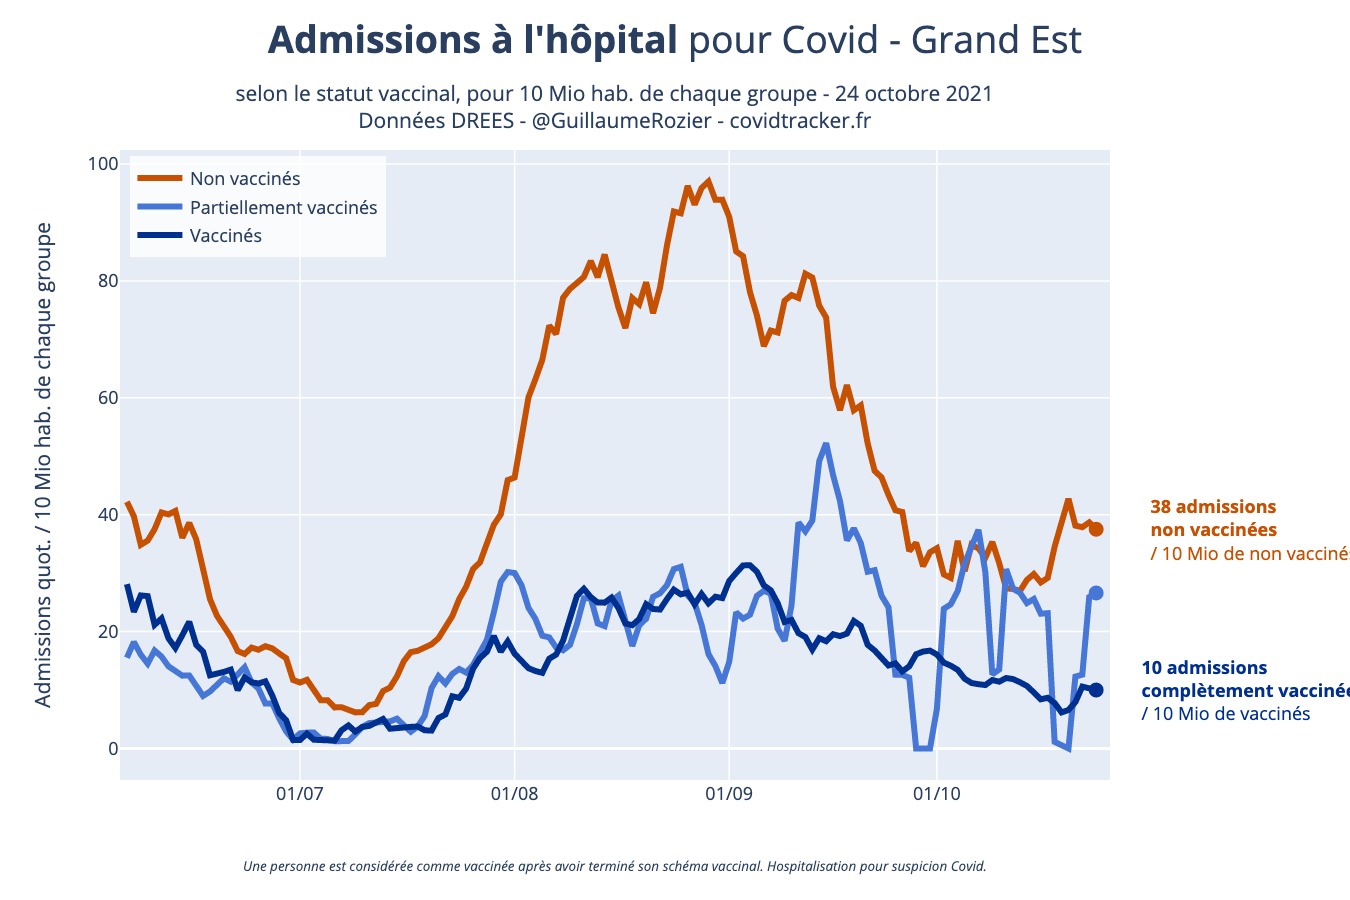 Admissions à l'hôpital pour Covid - Grand Est
selon le statut vaccinal, pour 10 Mio hab. de chaque groupe - 24 octobre 2021
Données DREES - @GuillaumeRozier - covidtracker.fr
Non vaccinés
Partiellement vaccinés
Vaccinés
Admissions quot. / 10 Mio hab. de chaque groupe
100
80
60
40
20
0
01/07
01/08
01/09
01/10
38 admissions
non vaccinées
/ 10 Mio de non vaccinés
10 admissions
complètement vaccinée
/ 10 Mio de vaccinés
Une personne est considérée comme vaccinée après avoir terminé son schéma vaccinal. Hospitalisation pour suspicion Covid.